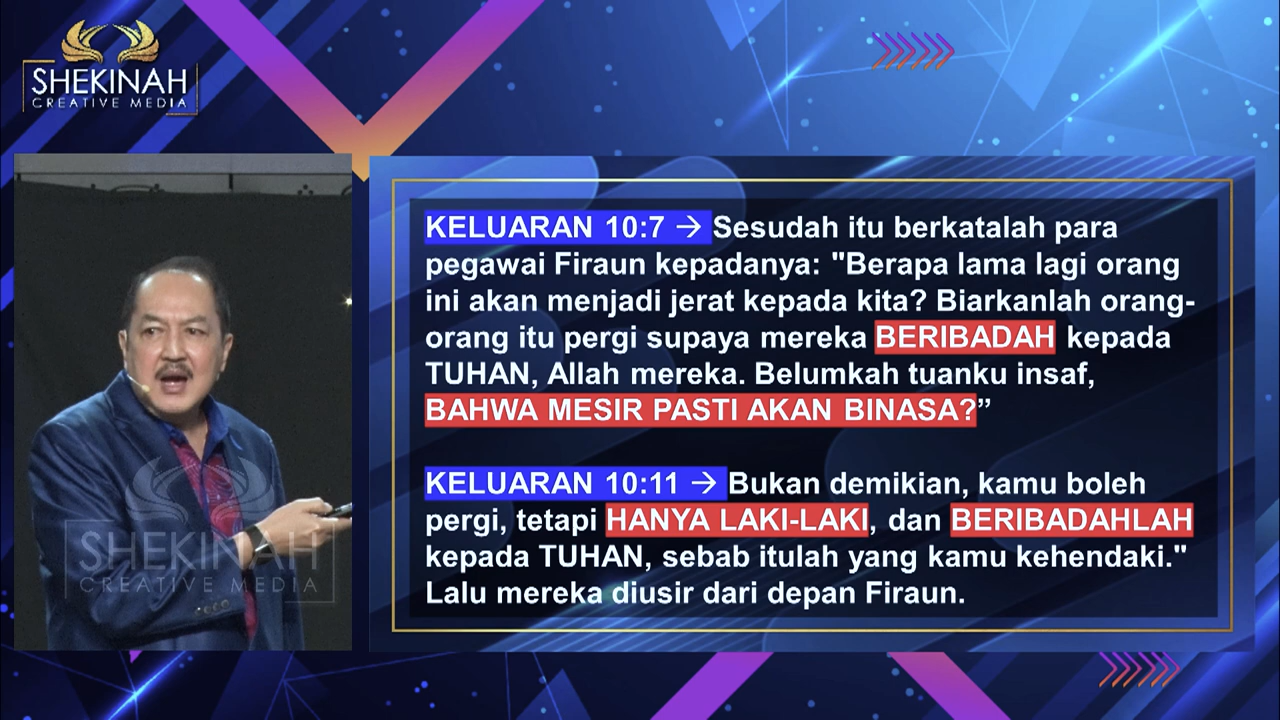 SHEKINAH
CREATIVE MEDIA
KELUARAN 10:7 → Sesudah itu berkatalah para
pegawai Firaun kepadanya: "Berapa lama lagi orang
ini akan menjadi jerat kepada kita? Biarkanlah orang-
orang itu pergi supaya mereka BERIBADAH kepada
TUHAN, Allah mereka. Belumkah tuanku insaf,
BAHWA MESIR PASTI AKAN BINASA?”
KELUARAN 10:11 → Bukan demikian, kamu boleh
pergi, tetapi HANYA LAKI-LAKI, dan BERIBADAHLAH
kepada TUHAN, sebab itulah yang kamu kehendaki."
Lalu mereka diusir dari depan Firaun.
SHEKINAH
CREATIVE MEDIA